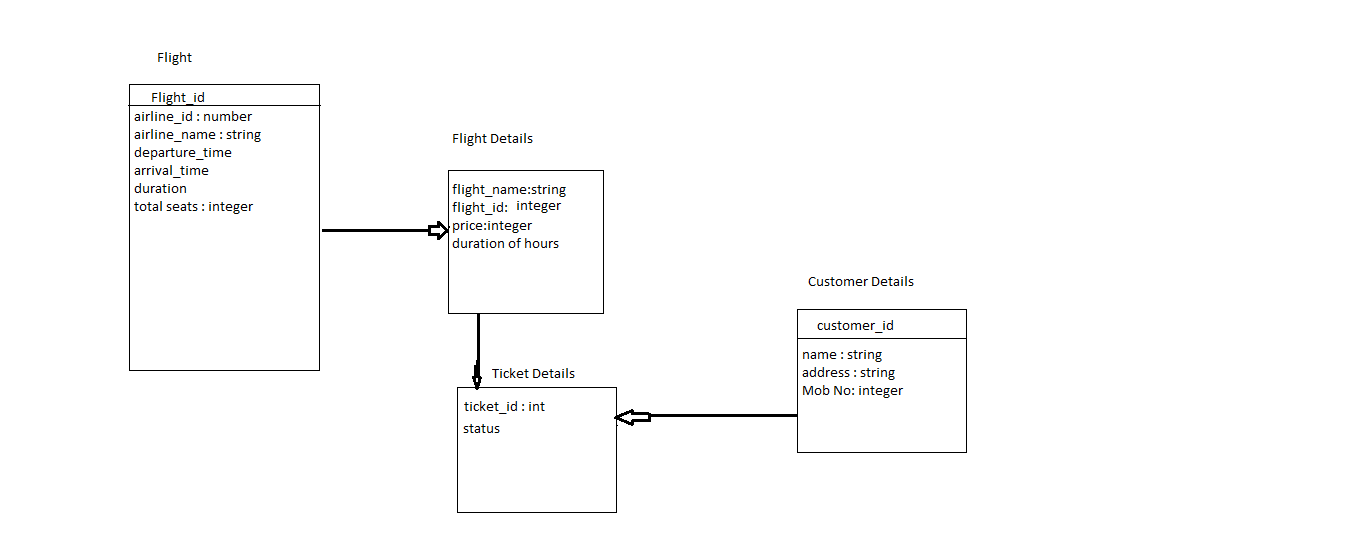 Flight
Flight_id
airline_id : number
airline_name : string
departure_time
arrival_time
duration
total seats : integer
Flight Details
flight_name:string
flight_id: integer
price:integer
duration of hours
Ticket Details
ticket_id : int
status
Customer Details
customer_id
name : string
address : string
Mob No: integer